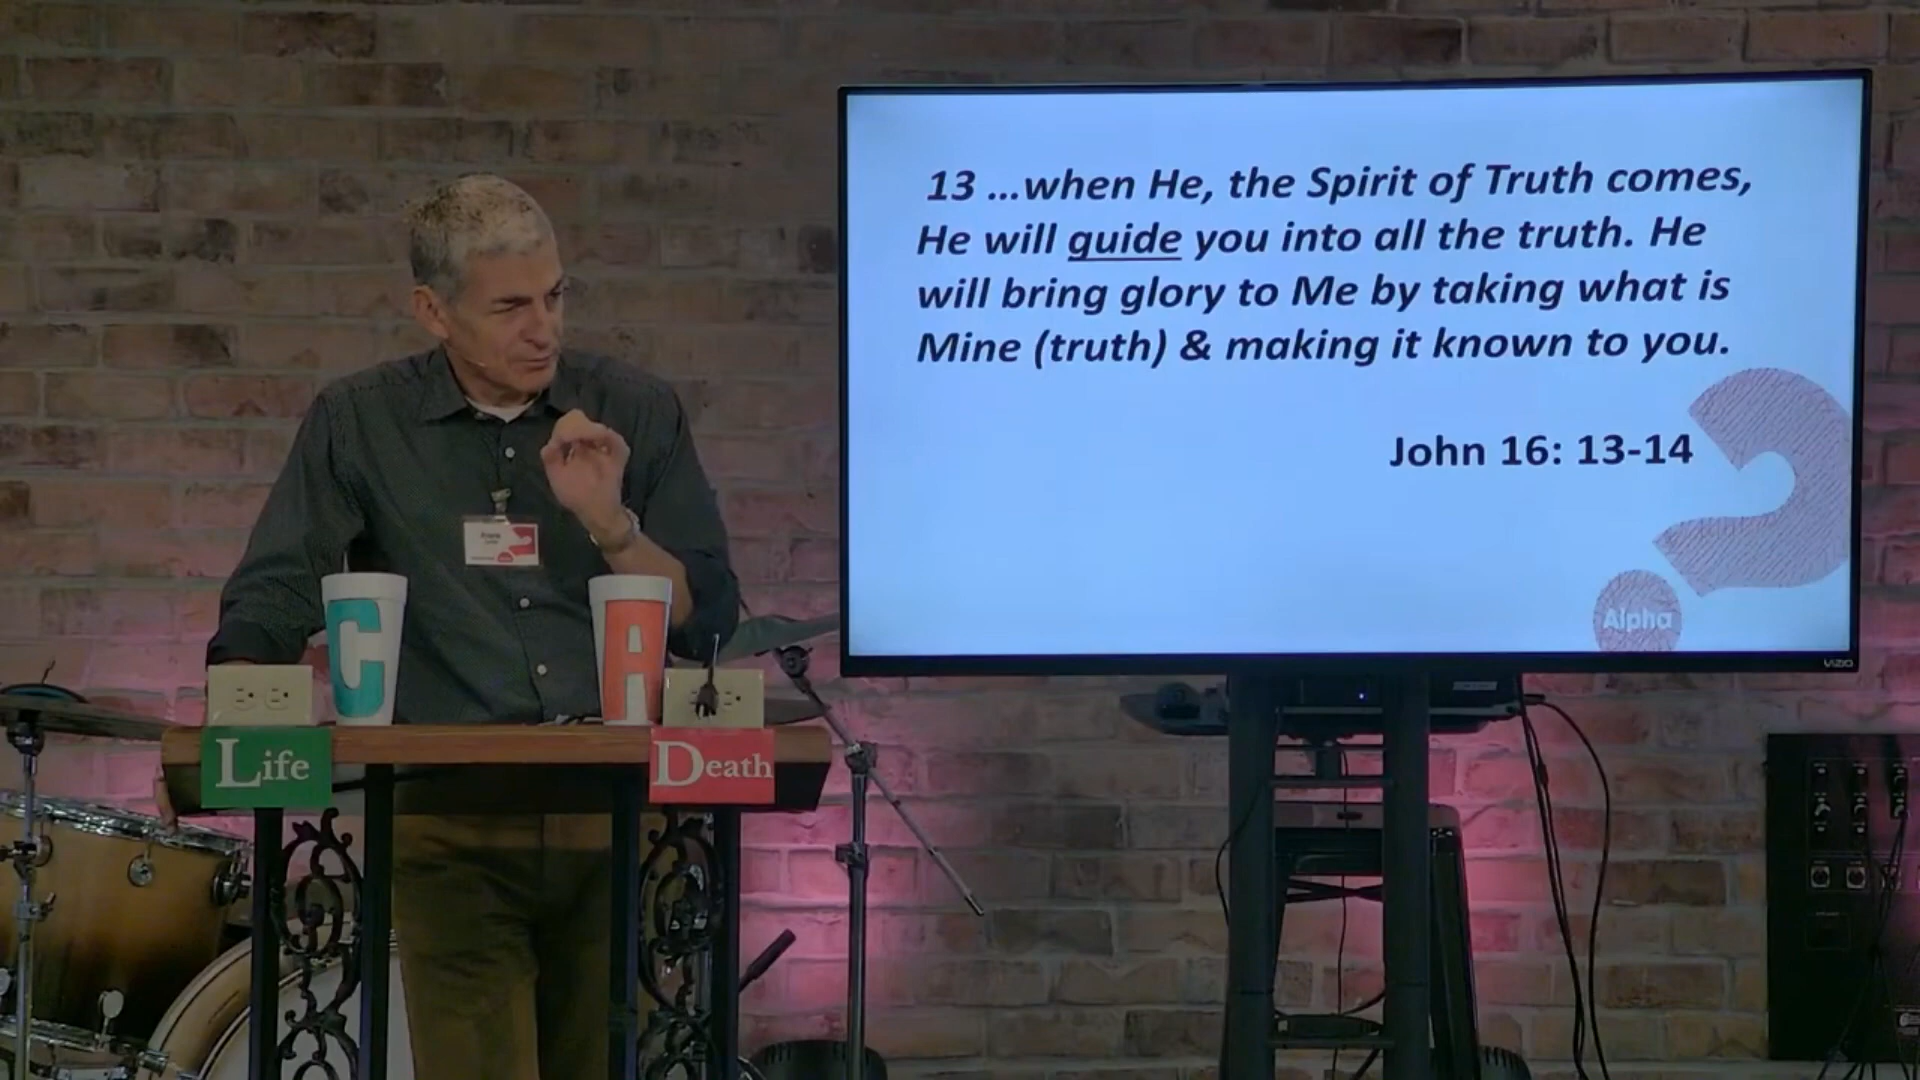 13 ...when He, the Spirit of Truth comes,
He will guide you into all the truth. He
will bring glory to Me by taking what is
Mine (truth) & making it known to you.
John 16: 13-14
Alpha
VIZIO
C
A
Life
Death